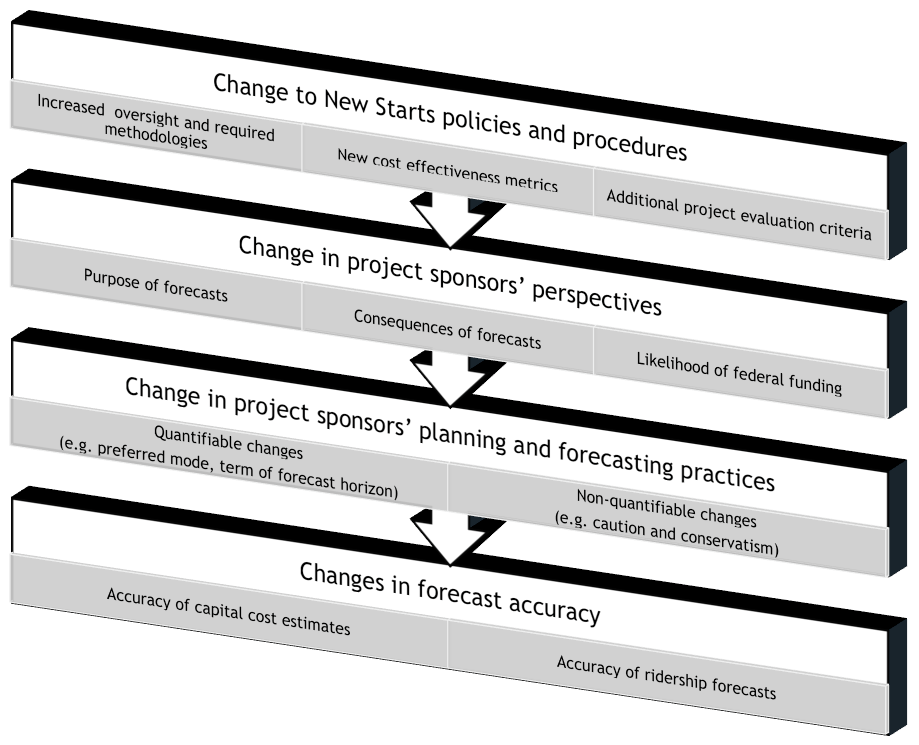 Change to New Starts policies and procedures
Increased oversight and required
methodologies
New cost effectiveness metrics
Additional project evaluation criteria
Change in project sponsors’ perspectives
Purpose of forecasts
Consequences of forecasts
Likelihood of federal funding
Change in project sponsors’ planning and forecasting practices
Quantifiable changes
(e.g. preferred mode, term of forecast horizon)
Non-quantifiable changes
(e.g. caution and conservatism)
Changes in forecast accuracy
Accuracy of capital cost estimates
Accuracy of ridership forecasts